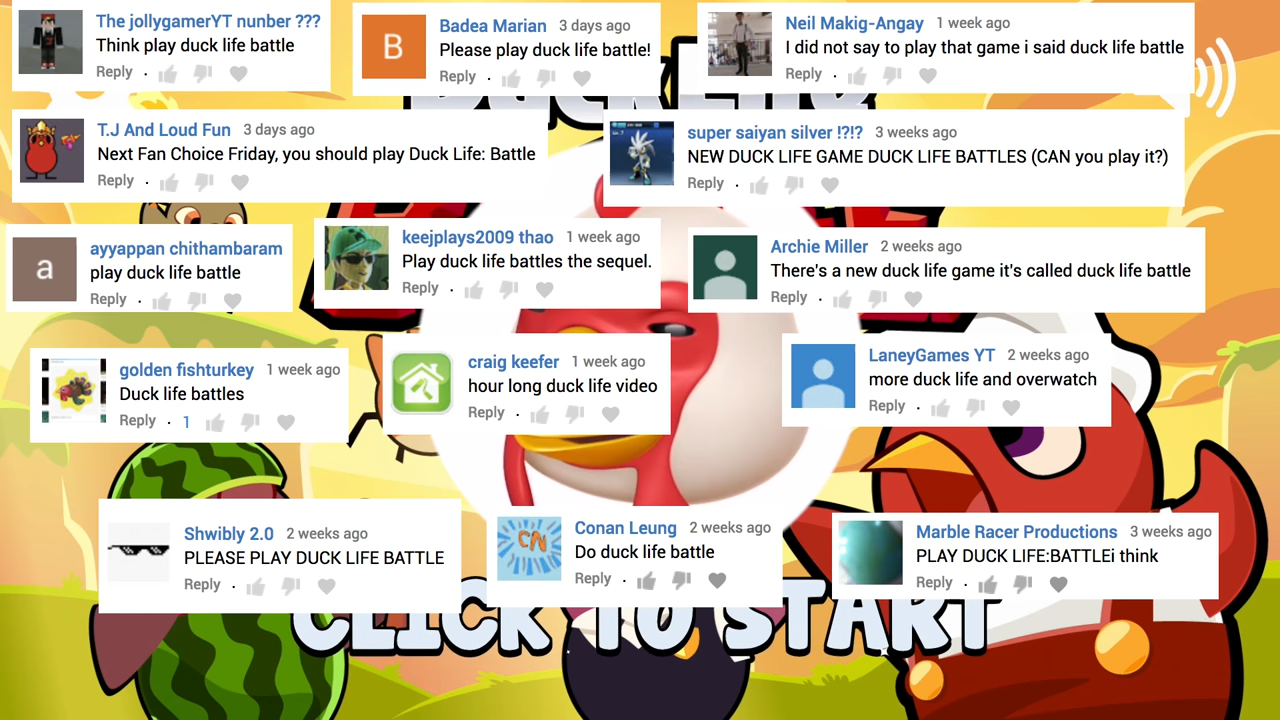 The jollygamerYT nunber ???
Think play duck life battle
Reply
Badea Marian 3 days ago
Please play duck life battle!
Reply
Neil Makig-Angay 1 week ago
I did not say to play that game i said duck life battle
Reply
T.J And Loud Fun 3 days ago
Next Fan Choice Friday, you should play Duck Life: Battle
Reply
super saiyan silver !?!? 3 weeks ago
NEW DUCK LIFE GAME DUCK LIFE BATTLES (CAN you play it?)
Reply
ayyappan chithambaram
play duck life battle
Reply
keejplays2009 thao 1 week ago
Play duck life battles the sequel.
Reply
Archie Miller 2 weeks ago
There's a new duck life game it's called duck life battle
Reply
golden fishturkey 1 week ago
Duck life battles
Reply 1
craig keefer 1 week ago
hour long duck life video
Reply
LaneyGames YT 2 weeks ago
more duck life and overwatch
Reply
Shwibly 2.0 2 weeks ago
PLEASE PLAY DUCK LIFE BATTLE
Reply
Conan Leung 2 weeks ago
Do duck life battle
Reply
Marble Racer Productions 3 weeks ago
PLAY DUCK LIFE:BATTLEi think
Reply
B
a
CN
CLICK TO START